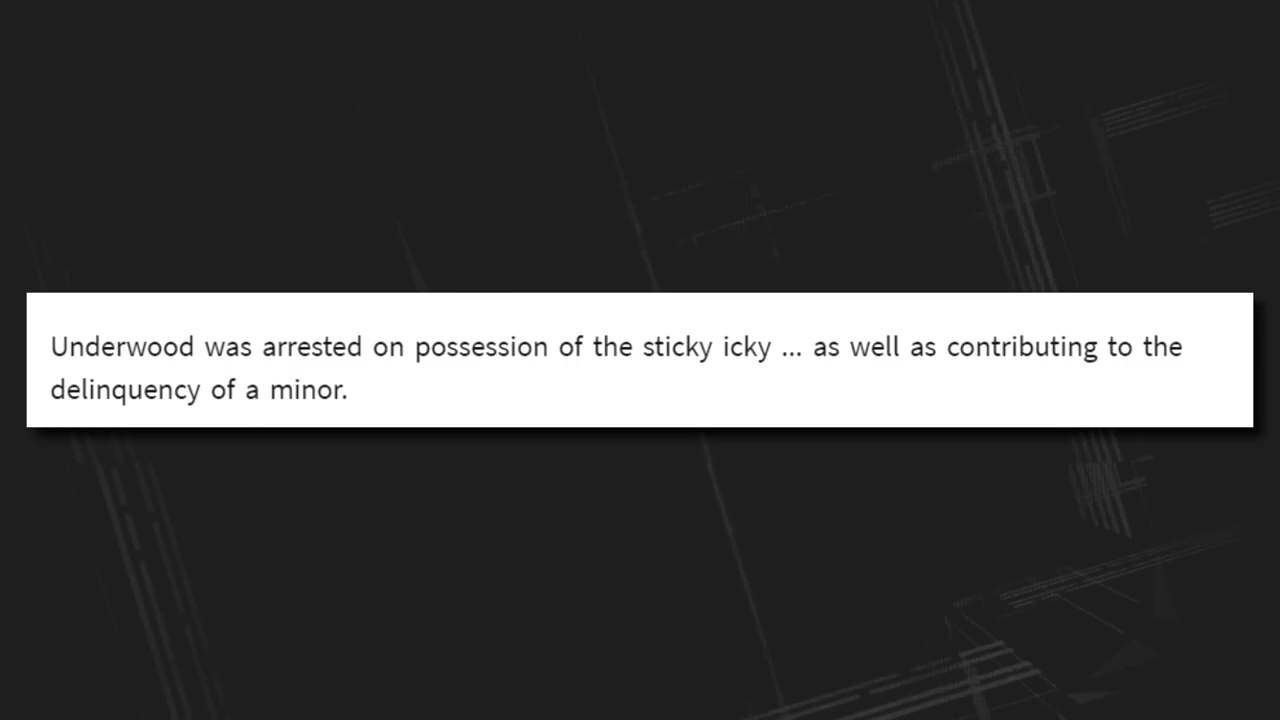 Underwood was arrested on possession of the sticky icky ... as well as contributing to the
delinquency of a minor.